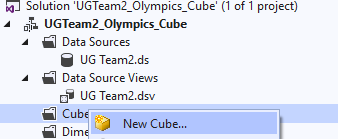 Solution 'UGTeam2_Olympics_Cube' (1 of 1 project)
UGTeam2_Olympics_Cube
Data Sources
UG Team2.ds
Data Source Views
UG Team2.dsv
Cube
New Cube...
Dime